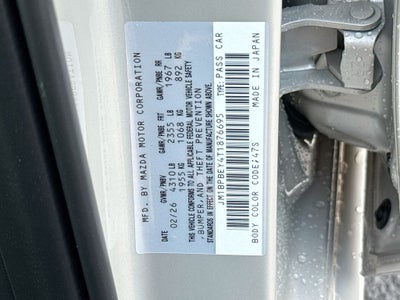 MFD. BY MAZDA MOTOR CORPORATION
GVWR/PNBV GAWR/PNBE FRT GAWR/PNBE RR
02/26 4310 LB 2355 LB 1967 LB
1955 KG 1068 KG 892 KG
THIS VEHICLE CONFORMS TO ALL APPLICABLE FEDERAL MOTOR VEHICLE SAFETY
,BUMPER,AND THEFT PREVENTION
STANDARDS IN EFFECT ON THE DATE OF MANUFACTURE SHOWN ABOVE.
JM1BPBEY4T1876695 TYPE: PASS CAR
BODY COLOR CODE:47S MADE IN JAPAN